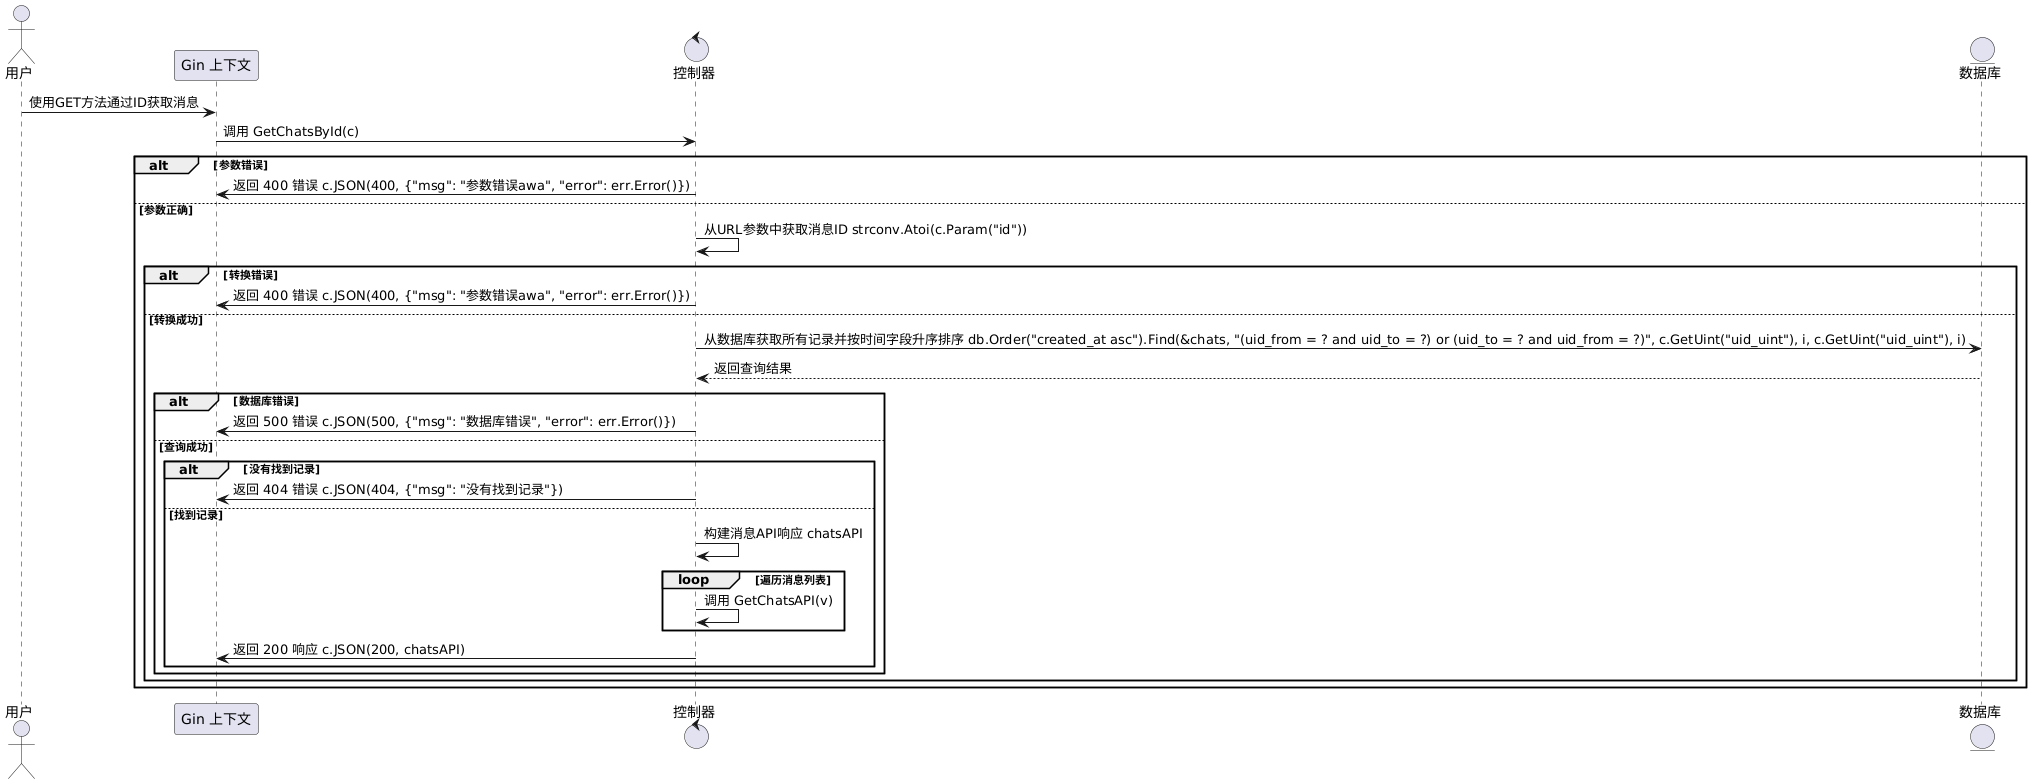 用户
Gin 上下文
控制器
数据库
使用GET方法通过ID获取消息
调用 GetChatsById(c)
alt [参数错误]
返回 400 错误 c.JSON(400, {"msg": "参数错误awa", "error": err.Error()})
[参数正确]
从URL参数中获取消息ID strconv.Atoi(c.Param("id"))
alt [转换错误]
返回 400 错误 c.JSON(400, {"msg": "参数错误awa", "error": err.Error()})
[转换成功]
从数据库获取所有记录并按时间字段升序排序 db.Order("created_at asc").Find(&chats, "(uid_from = ? and uid_to = ?) or (uid_to = ? and uid_from = ?)", c.GetUint("uid_uint"), i, c.GetUint("uid_uint"), i)
返回查询结果
alt [数据库错误]
返回 500 错误 c.JSON(500, {"msg": "数据库错误", "error": err.Error()})
[查询成功]
alt [没有找到记录]
返回 404 错误 c.JSON(404, {"msg": "没有找到记录"})
[找到记录]
构建消息API响应 chatsAPI
loop [遍历消息列表]
调用 GetChatsAPI(v)
返回 200 响应 c.JSON(200, chatsAPI)
用户
Gin 上下文
控制器
数据库